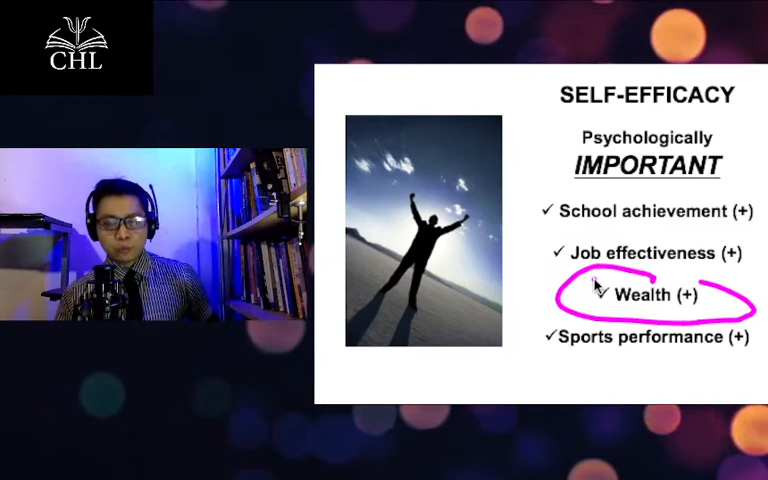 CHL
SELF-EFFICACY
Psychologically
IMPORTANT
✓ School achievement (+)
✓ Job effectiveness (+)
✓ Wealth (+)
✓Sports performance (+)